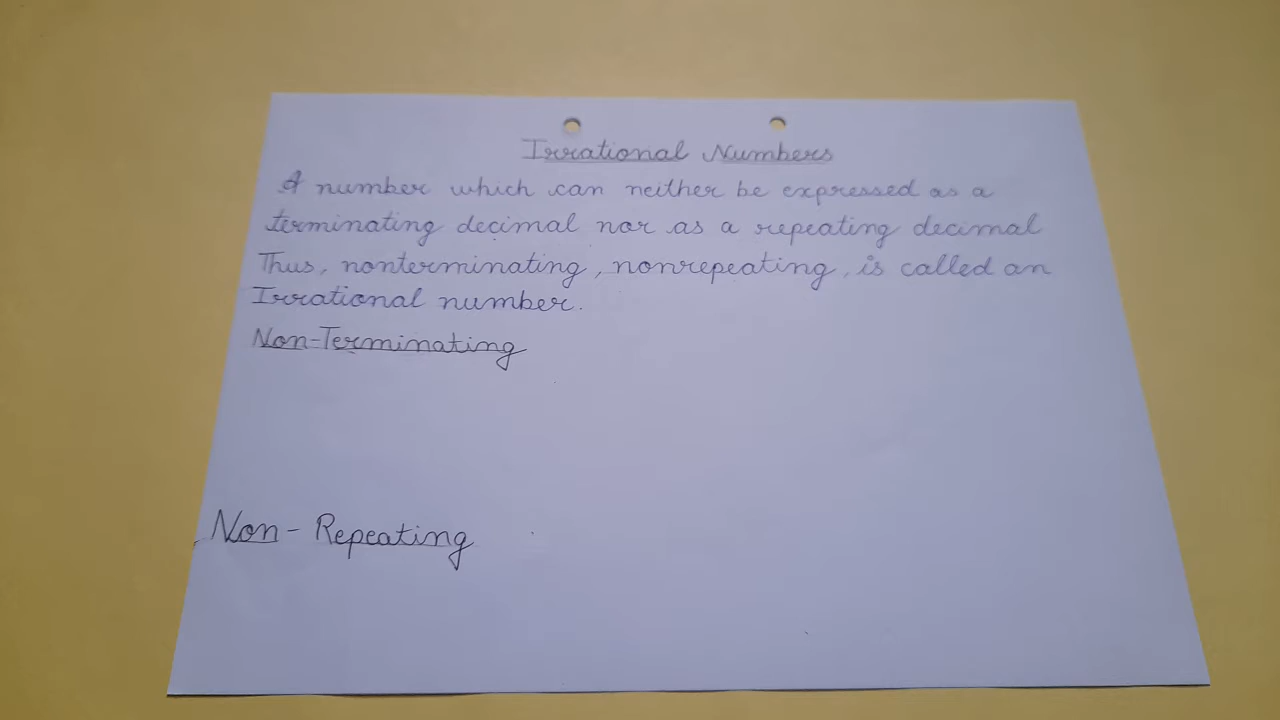 Irrational Numbers
A number which can neither be expressed as a
terminating decimal nor as a repeating decimal
Thus, nonterminating, nonrepeating, is called an
Irrational number.
Non-Terminating
Non- Repeating